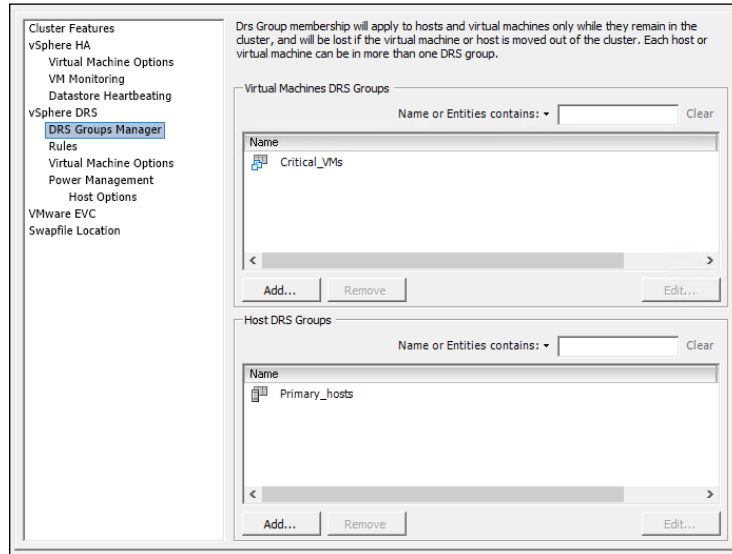 Cluster Features
vSphere HA
Virtual Machine Options
VM Monitoring
Datastore Heartbeating
vSphere DRS
DRS Groups Manager
Rules
Virtual Machine Options
Power Management
Host Options
VMware EVC
Swapfile Location
Drs Group membership will apply to hosts and virtual machines only while they remain in the
cluster, and will be lost if the virtual machine or host is moved out of the cluster. Each host or
virtual machine can be in more than one DRS group.
Virtual Machines DRS Groups
Name or Entities contains: Clear
Name
Critical_VMs
Add... Remove Edit...
Host DRS Groups
Name or Entities contains: Clear
Name
Primary_hosts
Add... Remove Edit...